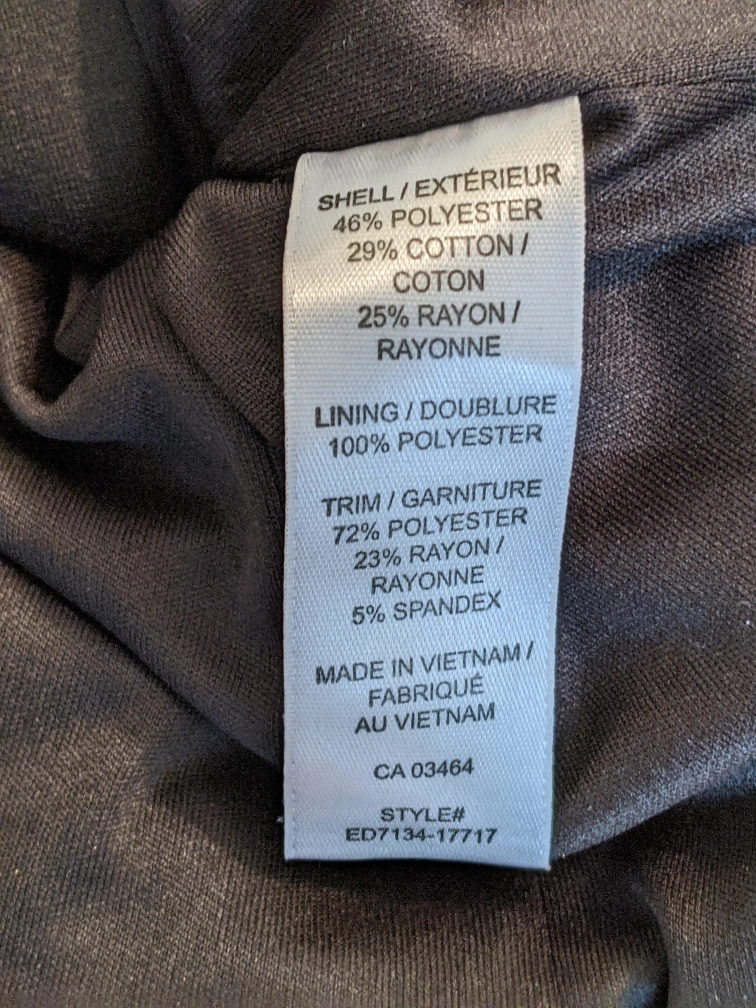 SHELL / EXTÉRIEUR
46% POLYESTER
29% COTTON /
COTON
25% RAYON /
RAYONNE
LINING / DOUBLURE
100% POLYESTER
TRIM / GARNITURE
72% POLYESTER
23% RAYON /
RAYONNE
5% SPANDEX
MADE IN VIETNAM /
FABRIQUÉ
AU VIETNAM
CA 03464
STYLE#
ED7134-17717